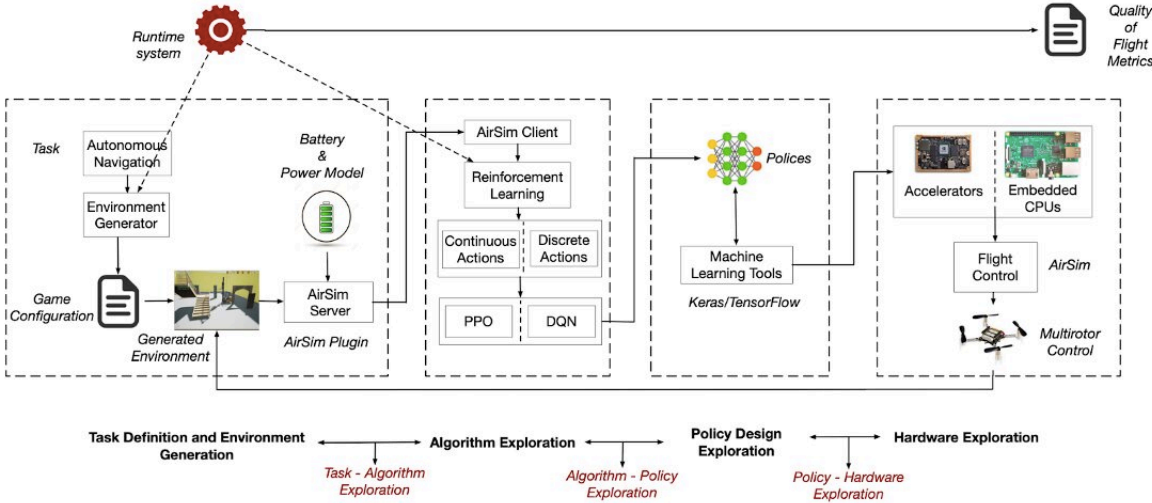 Runtime
system
Quality
of
Flight
Metrics
Task
Autonomous
Navigation
Environment
Generator
Battery
&
Power Model
Game
Configuration
Generated
Environment
AirSim
Server
AirSim Plugin
AirSim Client
Reinforcement
Learning
Continuous
Actions
Discrete
Actions
PPO
DQN
Polices
Machine
Learning Tools
Keras/TensorFlow
Accelerators
Embedded
CPUs
Flight
Control
AirSim
Multirotor
Control
Task Definition and Environment
Generation
Algorithm Exploration
Policy Design
Exploration
Hardware Exploration
Task - Algorithm
Exploration
Algorithm - Policy
Exploration
Policy - Hardware
Exploration